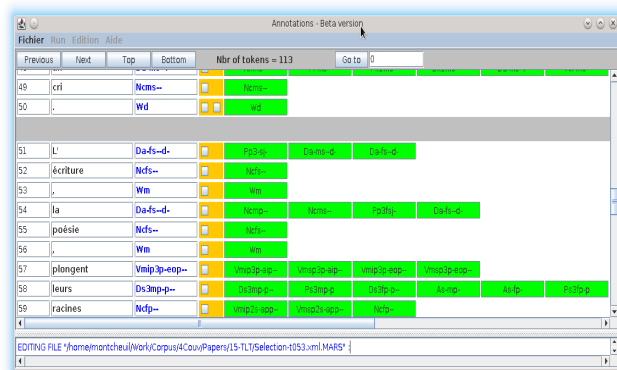 Annotations - Beta version
Fichier Run Edition Aide
Previous Next Top Bottom Nbr of tokens = 113 Go to 0
49 cri Ncms-- Ncms--
50 . Wd Wd
51 L' Da-fs--d- Pp3-sj- Da-ms--d- Da-fs--d-
52 écriture Ncfs-- Ncfs--
53 , Wm Wm
54 la Da-fs--d- Ncmp-- Ncms-- Pp3fsj- Da-fs--d-
55 poésie Ncfs-- Ncfs--
56 , Wm Wm
57 plongent Vmip3p-eop-- Vmip3p-aip-- Vmsp3p-aip-- Vmip3p-eop-- Vmsp3p-eop--
58 leurs Ds3mp-p-- Ds3mp-p-- Ps3mp-p Ds3fp-p-- As-mp- As-fp- Ps3fp-p
59 racines Ncfp-- Vmip2s-app-- Vmsp2s-app-- Ncfp--
EDITING FILE "/home/montcheuil/Work/Corpus/4Couv/Papers/15-TLT/Selection-t053.xml.MARS" :